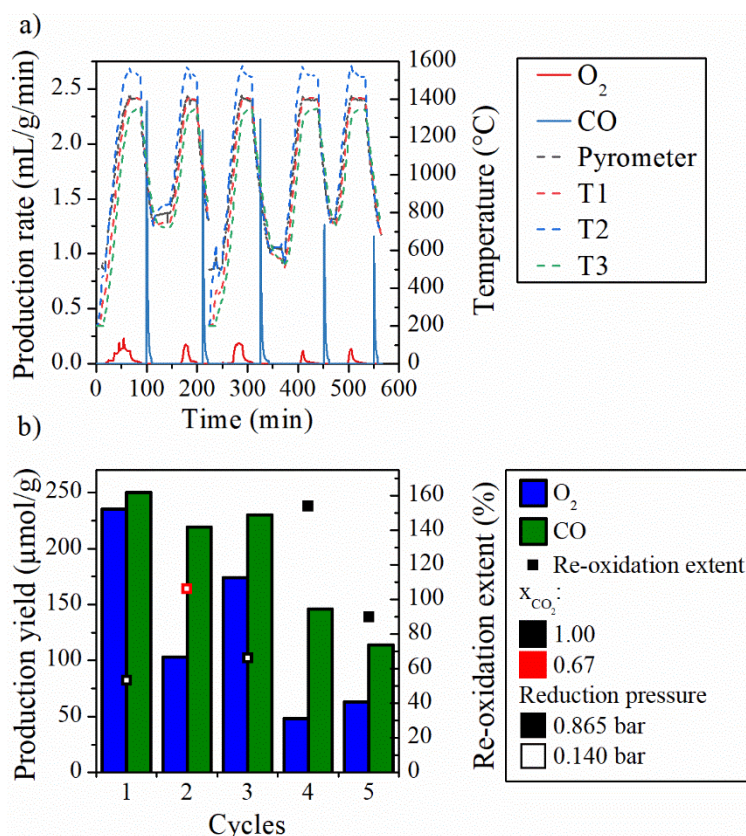 a)
Production rate (mL/g/min)
2.5
2.0
1.5
1.0
0.5
0.0
1600
1400
1200
1000
800
600
400
200
0
Temperature (°C)
0 100 200 300 400 500 600
Time (min)
O₂
CO
Pyrometer
T1
T2
T3
b)
Production yield (µmol/g)
250
200
150
100
50
0
160
140
120
100
80
60
40
20
0
Re-oxidation extent (%)
1 2 3 4 5
Cycles
O₂
CO
Re-oxidation extent
x_CO₂:
1.00
0.67
Reduction pressure
0.865 bar
0.140 bar